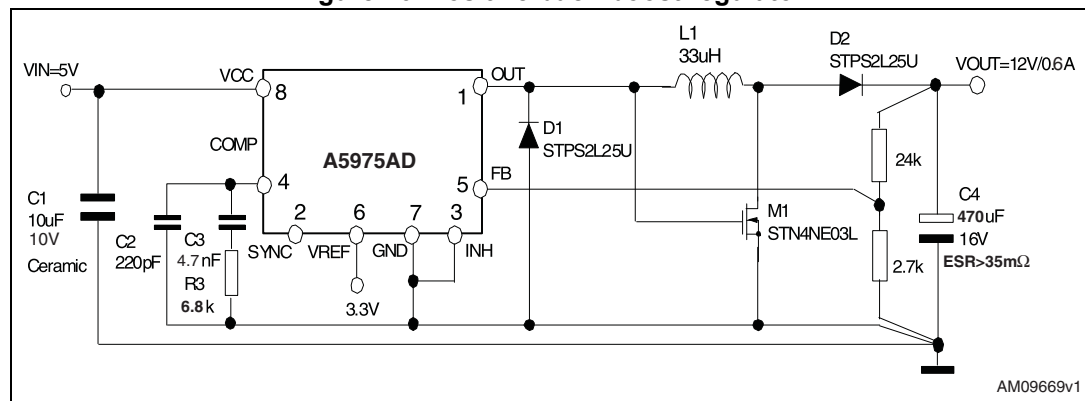 VIN=5V
VCC
8
COMP
4
A5975AD
OUT
1
FB
5
2
6
7
3
SYNC
VREF
GND
INH
3.3V
C1
10uF
10V
Ceramic
C2
220pF
C3
4.7nF
R3
6.8k
D1
STPS2L25U
L1
33uH
D2
STPS2L25U
VOUT=12V/0.6A
M1
STN4NE03L
24k
2.7k
C4
470uF
16V
ESR>35mΩ
AM09669v1